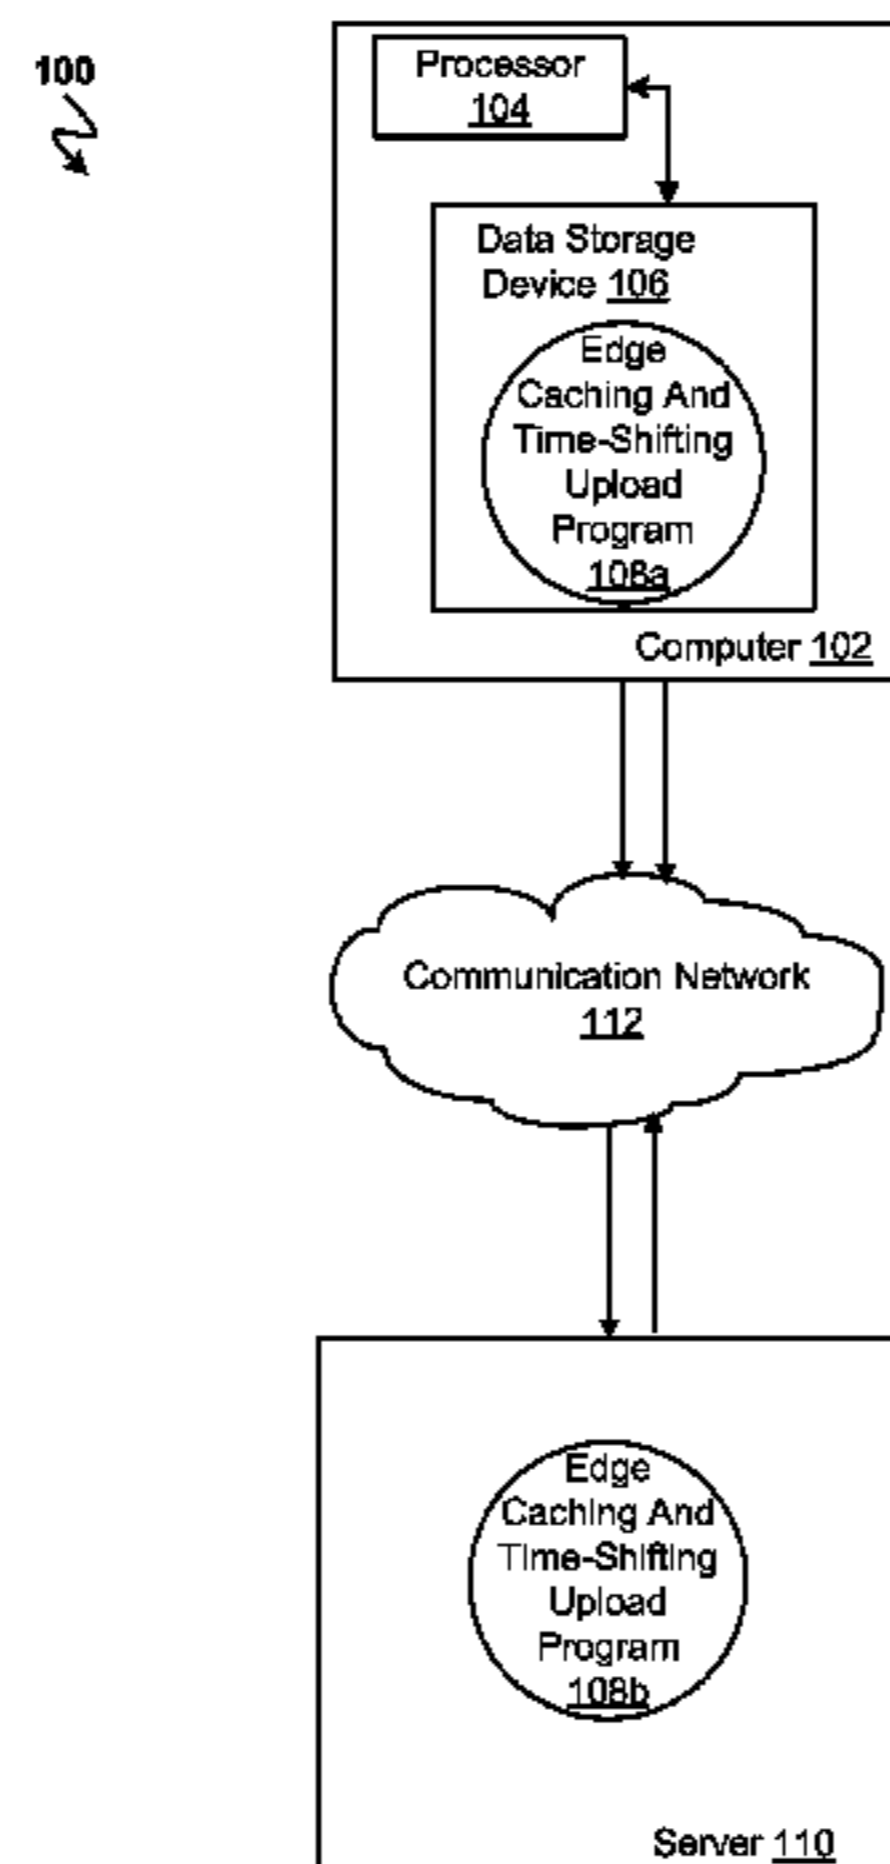 100
Processor
104
Data Storage
Device 106
Edge
Caching And
Time-Shifting
Upload
Program
108a
Computer 102
Communication Network
112
Edge
Caching And
Time-Shifting
Upload
Program
108b
Server 110